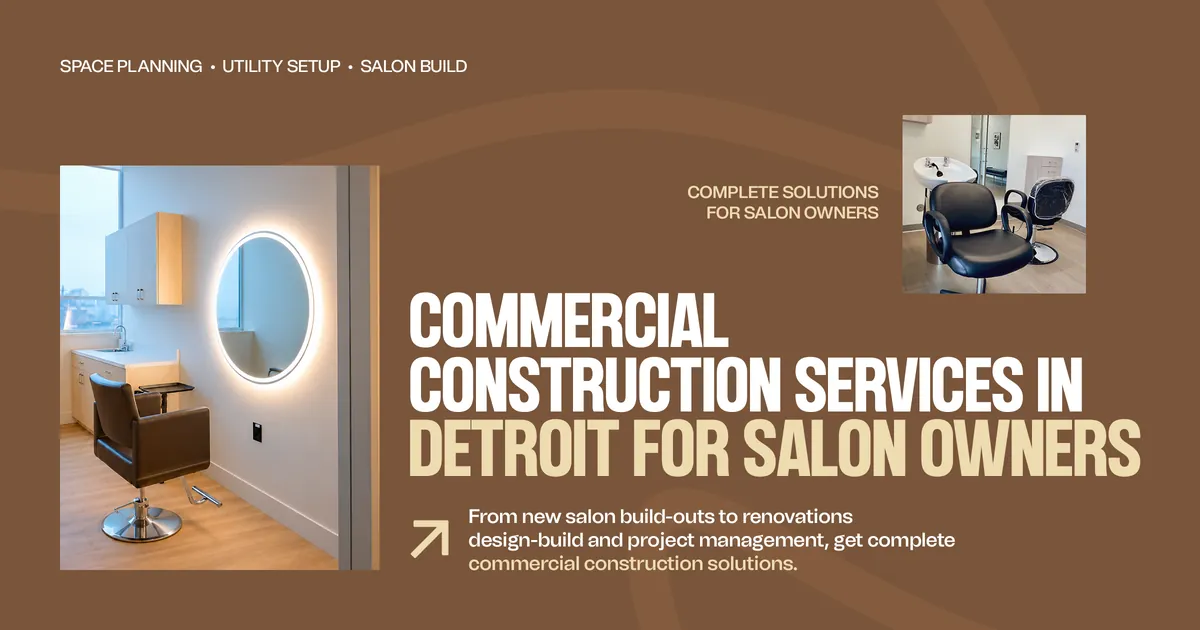 SPACE PLANNING • UTILITY SETUP • SALON BUILD
COMPLETE SOLUTIONS
FOR SALON OWNERS
COMMERCIAL
CONSTRUCTION SERVICES IN
DETROIT FOR SALON OWNERS
From new salon build-outs to renovations
design-build and project management, get complete
commercial construction solutions.